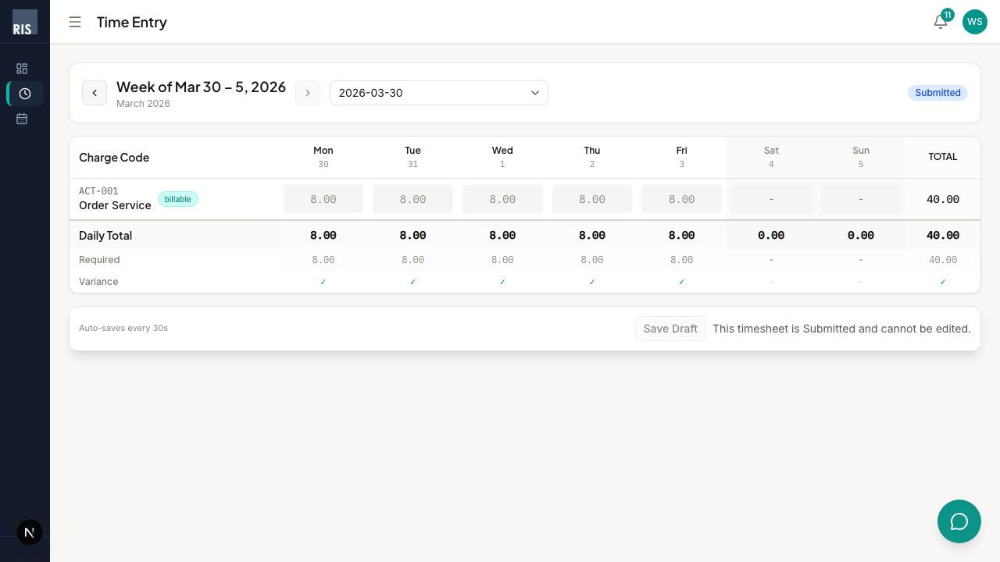 RIS
Time Entry
11
WS
Week of Mar 30 – 5, 2026
March 2026
2026-03-30
Submitted
Charge Code Mon Tue Wed Thu Fri Sat Sun TOTAL
30 31 1 2 3 4 5
ACT-001
Order Service billable 8.00 8.00 8.00 8.00 8.00 - - 40.00
Daily Total 8.00 8.00 8.00 8.00 8.00 0.00 0.00 40.00
Required 8.00 8.00 8.00 8.00 8.00 - - 40.00
Variance ✓ ✓ ✓ ✓ ✓ - - ✓
Auto-saves every 30s
Save Draft This timesheet is Submitted and cannot be edited.
N